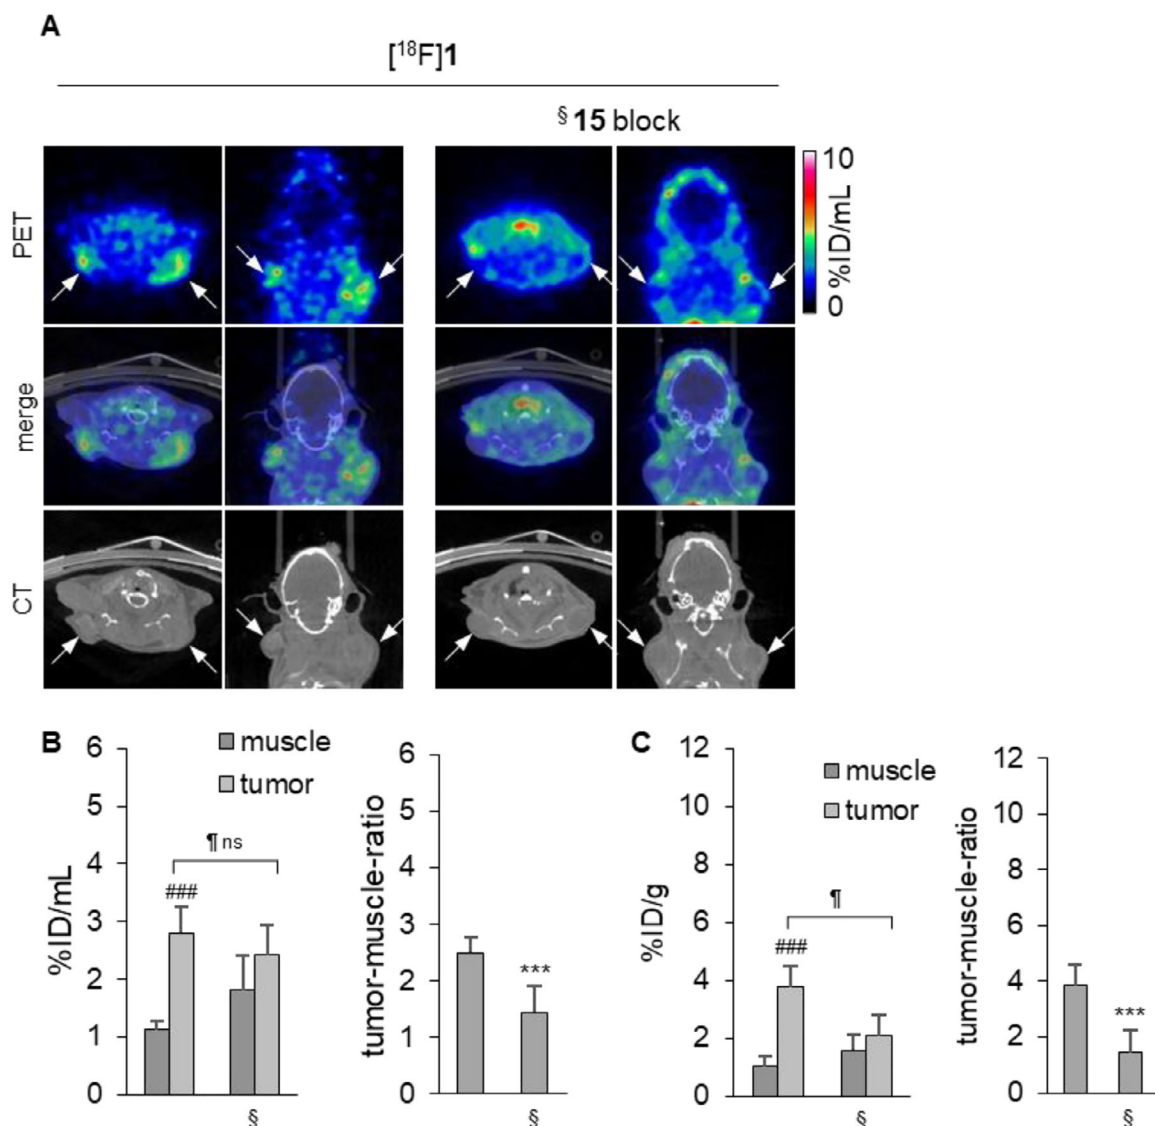 A
[¹⁸F]1
§ 15 block
PET
10
%ID/mL
0
merge
CT
B
muscle
tumor
6
5
4
3
2
1
0
%ID/mL
¶ ns
###
§
6
5
4
3
2
1
0
tumor-muscle-ratio
***
§
C
muscle
tumor
12
10
8
6
4
2
0
%ID/g
¶
###
§
12
10
8
6
4
2
0
tumor-muscle-ratio
***
§